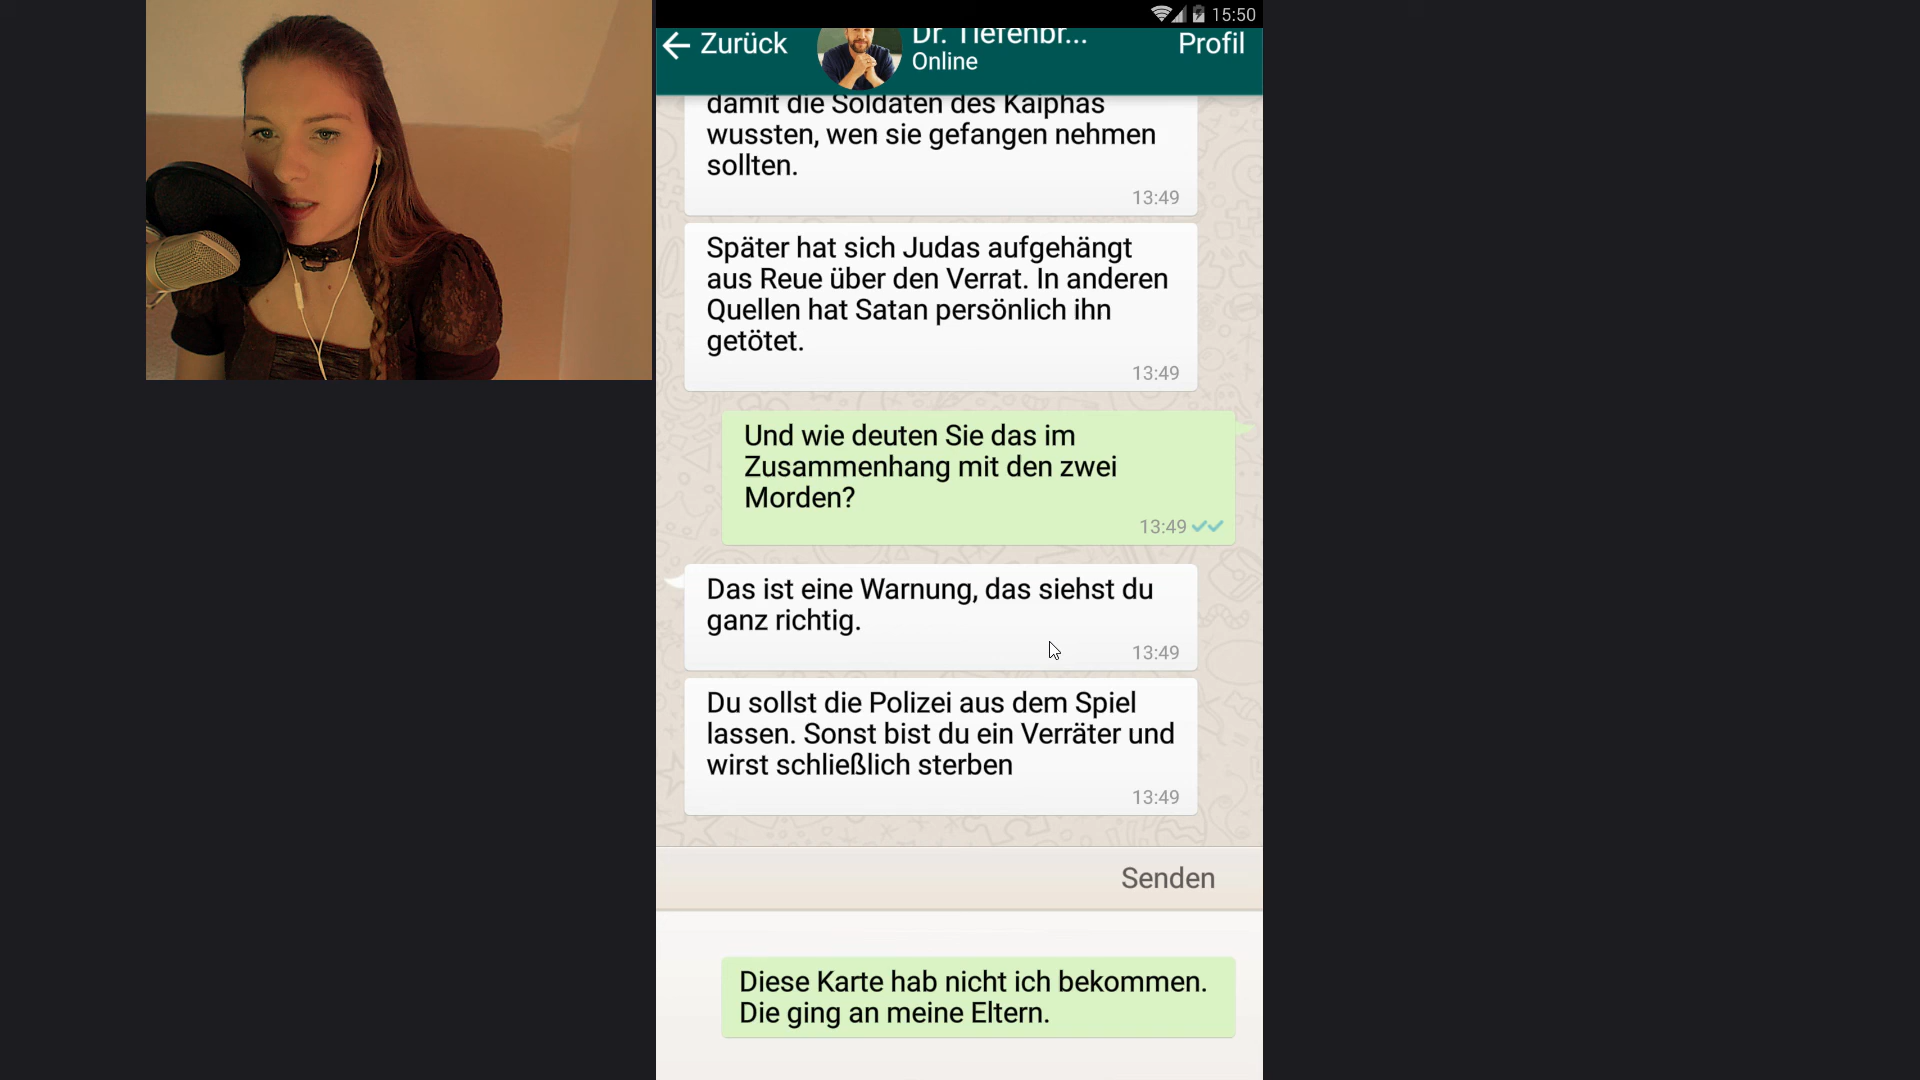 15:50
Zurück
Dr. Tiefenbr...
Online
Profil
damit die Soldaten des Kaiphas
wussten, wen sie gefangen nehmen
sollten.
13:49
Später hat sich Judas aufgehängt
aus Reue über den Verrat. In anderen
Quellen hat Satan persönlich ihn
getötet.
13:49
Und wie deuten Sie das im
Zusammenhang mit den zwei
Morden?
13:49
Das ist eine Warnung, das siehst du
ganz richtig.
13:49
Du sollst die Polizei aus dem Spiel
lassen. Sonst bist du ein Verräter und
wirst schließlich sterben
13:49
Senden
Diese Karte hab nicht ich bekommen.
Die ging an meine Eltern.